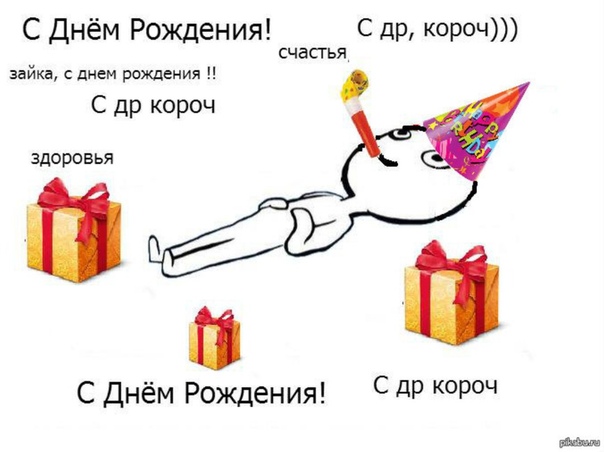 С Днём Рождения!
С др, короч)))
счастья
зайка, с днем рождения !!
С др короч
здоровья
С Днём Рождения!
С др короч
pikabu.ru